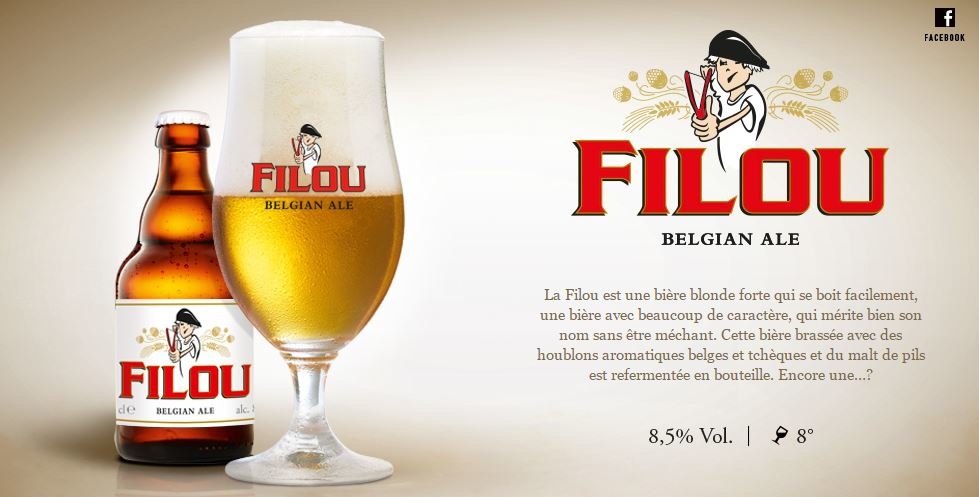 FACEBOOK
FILOU
BELGIAN ALE
FILOU
BELGIAN ALE
FILOU
cl e BELGIAN ALE alc.
La Filou est une bière blonde forte qui se boit facilement,
une bière avec beaucoup de caractère, qui mérite bien son
nom sans être méchant. Cette bière brassée avec des
houblons aromatiques belges et tchèques et du malt de pils
est refermentée en bouteille. Encore une...?
8,5% Vol. | 8°